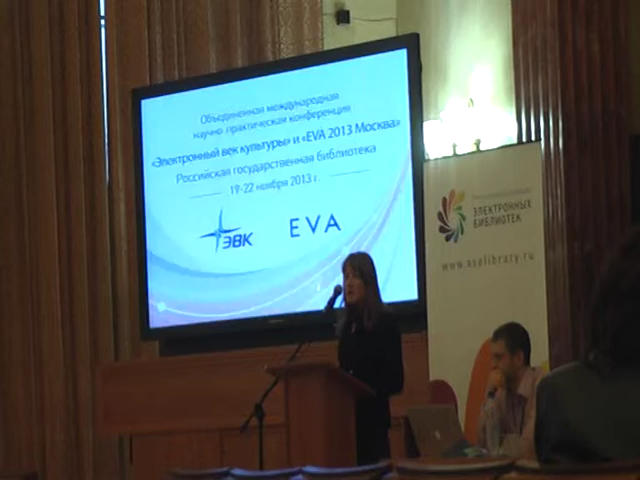 Объединенная международная
научно-практическая конференция
«Электронный век культуры» и «EVA 2013 Москва»
Российская государственная библиотека
19-22 ноября 2013 г.
ЭВК
EVA
ЭЛЕКТРОННЫХ
БИБЛИОТЕК
www.aselibrary.ru